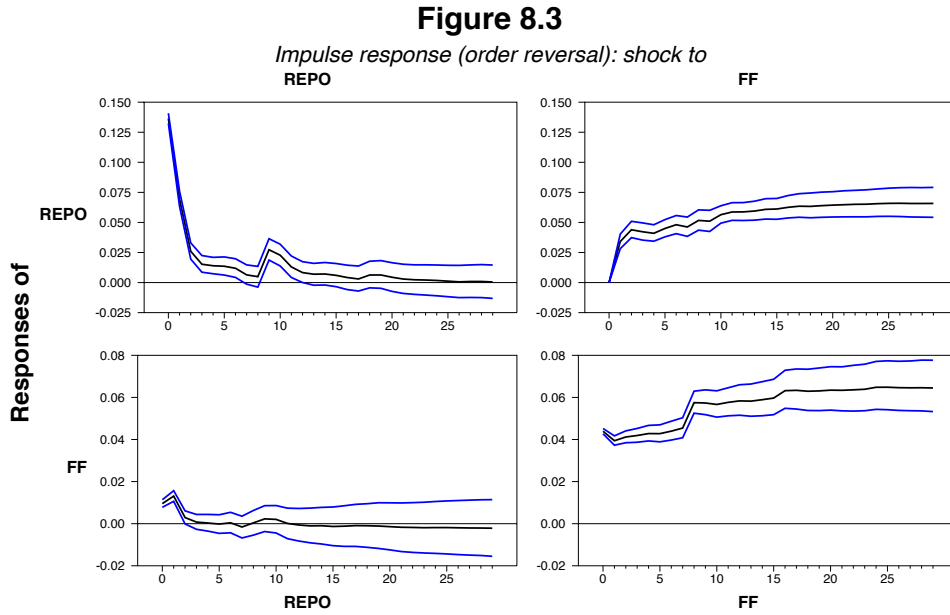 Figure 8.3
Impulse response (order reversal): shock to
REPO FF
Responses of
REPO
0.150
0.125
0.100
0.075
0.050
0.025
0.000
-0.025
0 5 10 15 20 25
0.150
0.125
0.100
0.075
0.050
0.025
0.000
-0.025
0 5 10 15 20 25
FF
0.08
0.06
0.04
0.02
0.00
-0.02
0 5 10 15 20 25
0.08
0.06
0.04
0.02
0.00
-0.02
0 5 10 15 20 25
REPO FF